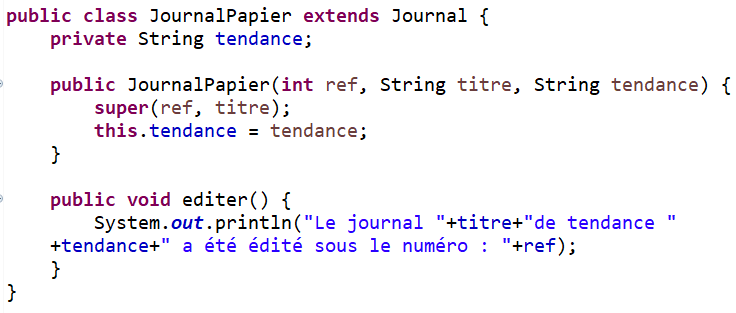 public class JournalPapier extends Journal {
private String tendance;
public JournalPapier(int ref, String titre, String tendance) {
super(ref, titre);
this.tendance = tendance;
}
public void editer() {
System.out.println("Le journal "+titre+"de tendance "
+tendance+" a été édité sous le numéro : "+ref);
}
}